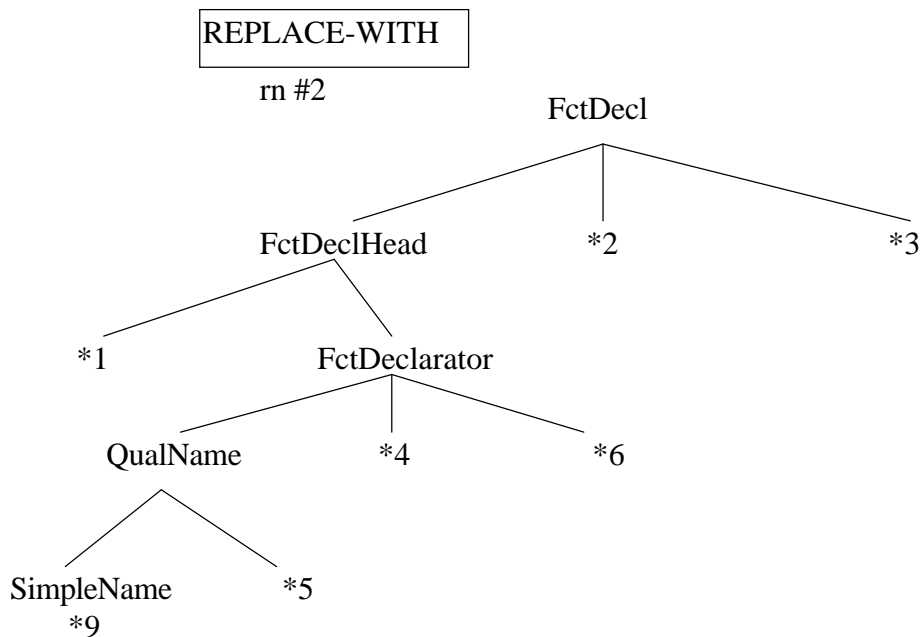 REPLACE-WITH
rn #2
FctDecl
FctDeclHead *2 *3
*1 FctDeclarator
QualName *4 *6
SimpleName *5
*9